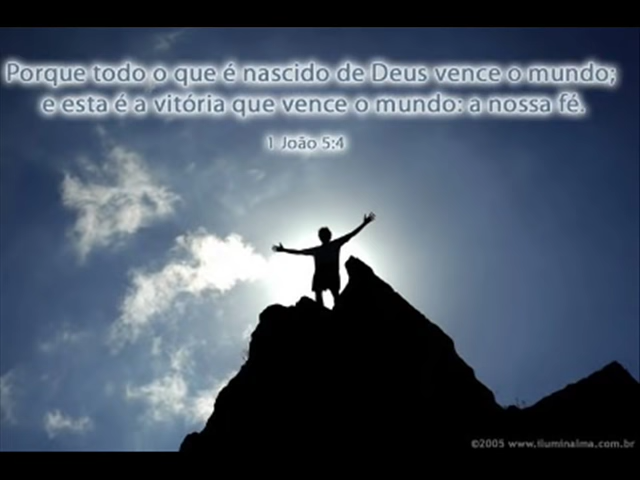 Porque todo o que é nascido de Deus vence o mundo;
e esta é a vitória que vence o mundo: a nossa fé.
1 João 5:4
©2005 www.iluminalma.com.br